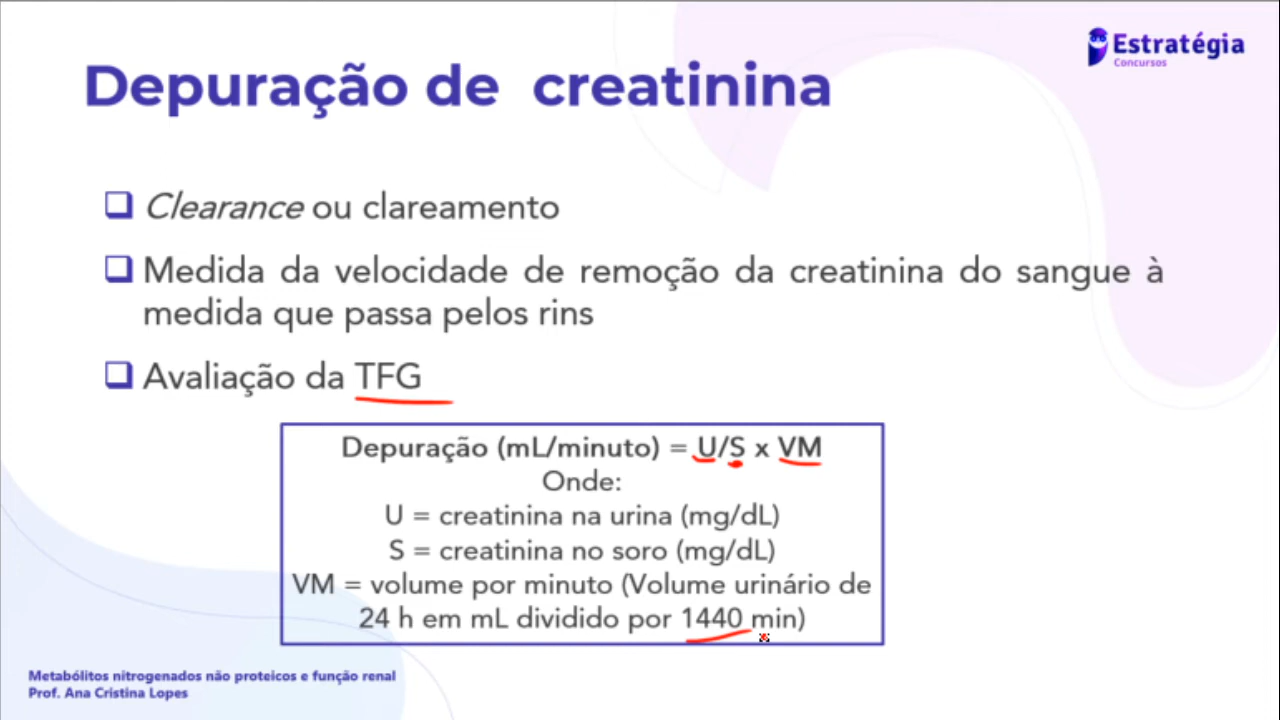 Estratégia
Concursos
Depuração de creatinina
Clearance ou clareamento
Medida da velocidade de remoção da creatinina do sangue à
medida que passa pelos rins
Avaliação da TFG
Depuração (mL/minuto) = U/S x VM
Onde:
U = creatinina na urina (mg/dL)
S = creatinina no soro (mg/dL)
VM = volume por minuto (Volume urinário de
24 h em mL dividido por 1440 min)
Metabólitos nitrogenados não proteicos e função renal
Prof. Ana Cristina Lopes